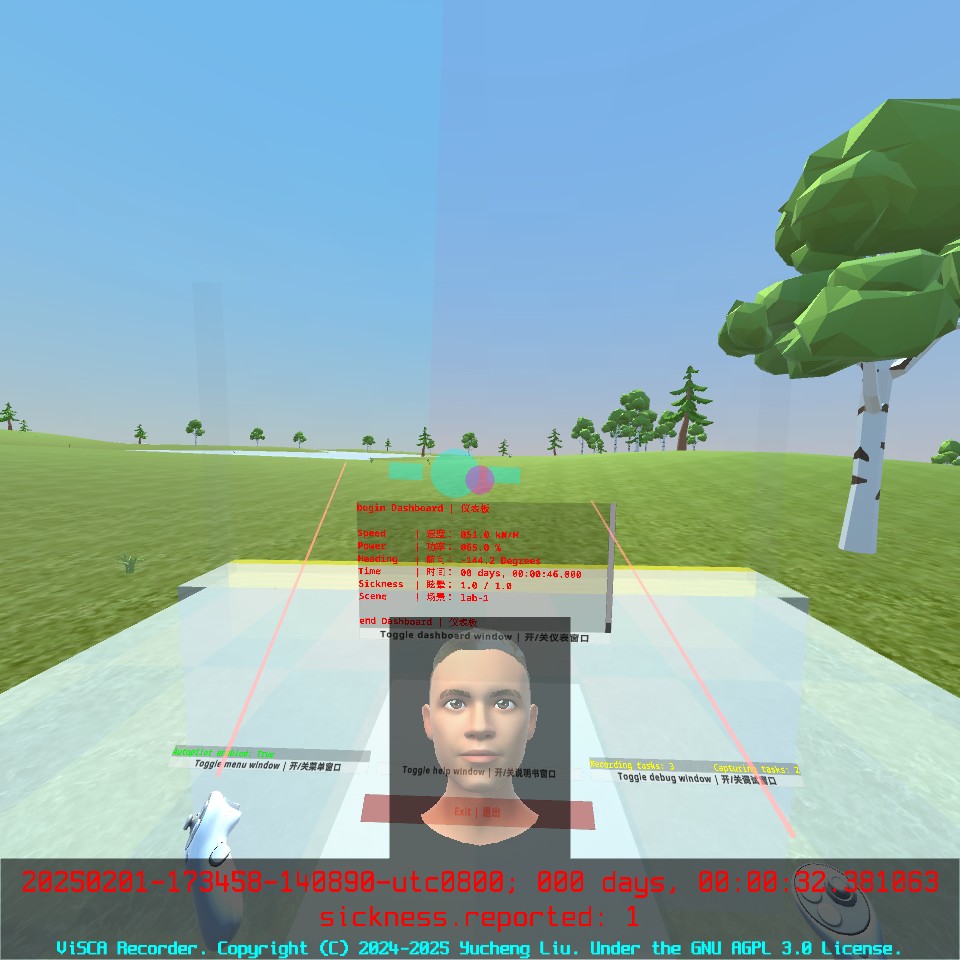 begin Dashboard | 仪表板
Speed | 速度: 051.0 kW/H
Power | 功率: 065.0 %
Heading | 航向: -144.2 Degrees
Time | 时间: 00 days, 00:00:46.000
Sickness | 眩晕: 1.0 / 1.0
Scene | 场景: lab-1
end Dashboard | 仪表板
Toggle dashboard window | 开/关仪表窗口
Autopilot enabled: True
Toggle menu window | 开/关菜单窗口
Toggle help window | 开/关说明书窗口
Recording tasks: 3 Capturing tasks: 2
Toggle debug window | 开/关调试窗口
Exit | 退出
20250201-173458-140890-utc0800; 000 days, 00:00:32.381063
sickness.reported: 1
ViSCA Recorder. Copyright (C) 2024-2025 Yucheng Liu. Under the GNU AGPL 3.0 License.